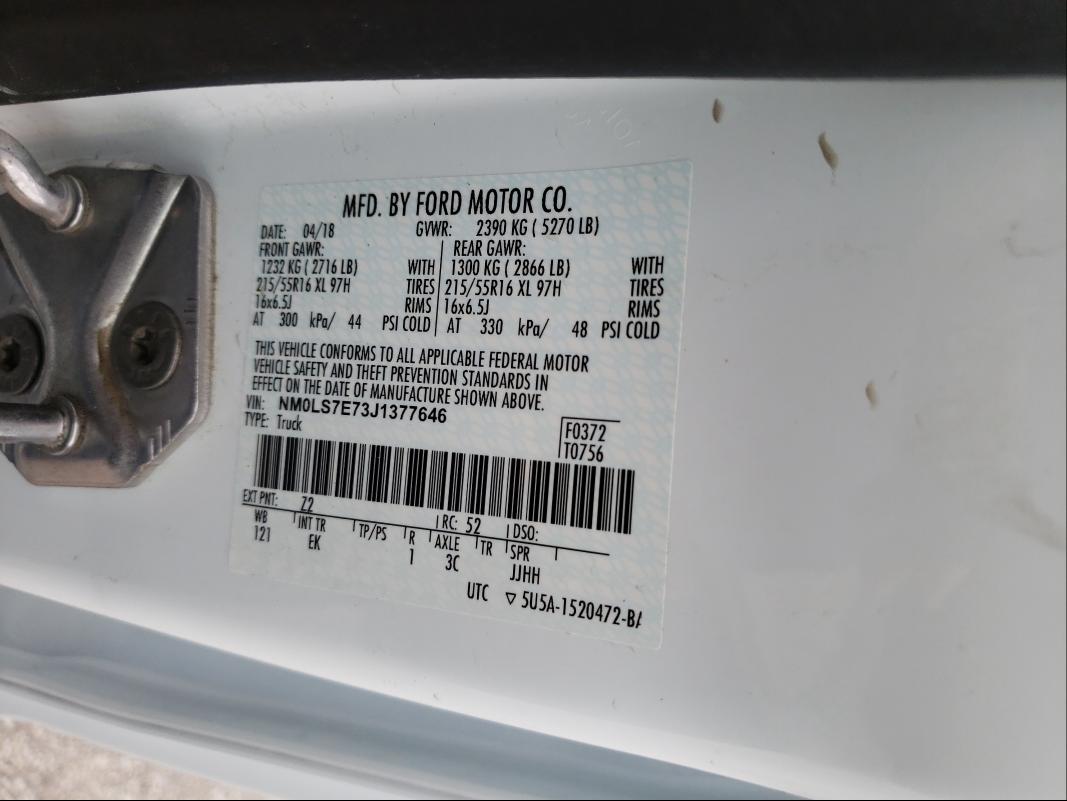 MFD. BY FORD MOTOR CO.
DATE: 04/18 GVWR: 2390 KG ( 5270 LB)
FRONT GAWR: REAR GAWR:
1232 KG ( 2716 LB) WITH 1300 KG ( 2866 LB) WITH
215/55R16 XL 97H TIRES 215/55R16 XL 97H TIRES
16x6.5J RIMS 16x6.5J RIMS
AT 300 kPa/ 44 PSI COLD AT 330 kPa/ 48 PSI COLD
THIS VEHICLE CONFORMS TO ALL APPLICABLE FEDERAL MOTOR
VEHICLE SAFETY AND THEFT PREVENTION STANDARDS IN
EFFECT ON THE DATE OF MANUFACTURE SHOWN ABOVE.
VIN: NM0LS7E73J1377646
TYPE: Truck
F0372
T0756
EXT PNT: Z2 RC: 52 DSO:
WB INT TR TP/PS R AXLE TR SPR
121 EK 1 3C JJHH
UTC ▽ 5U5A-1520472-BA